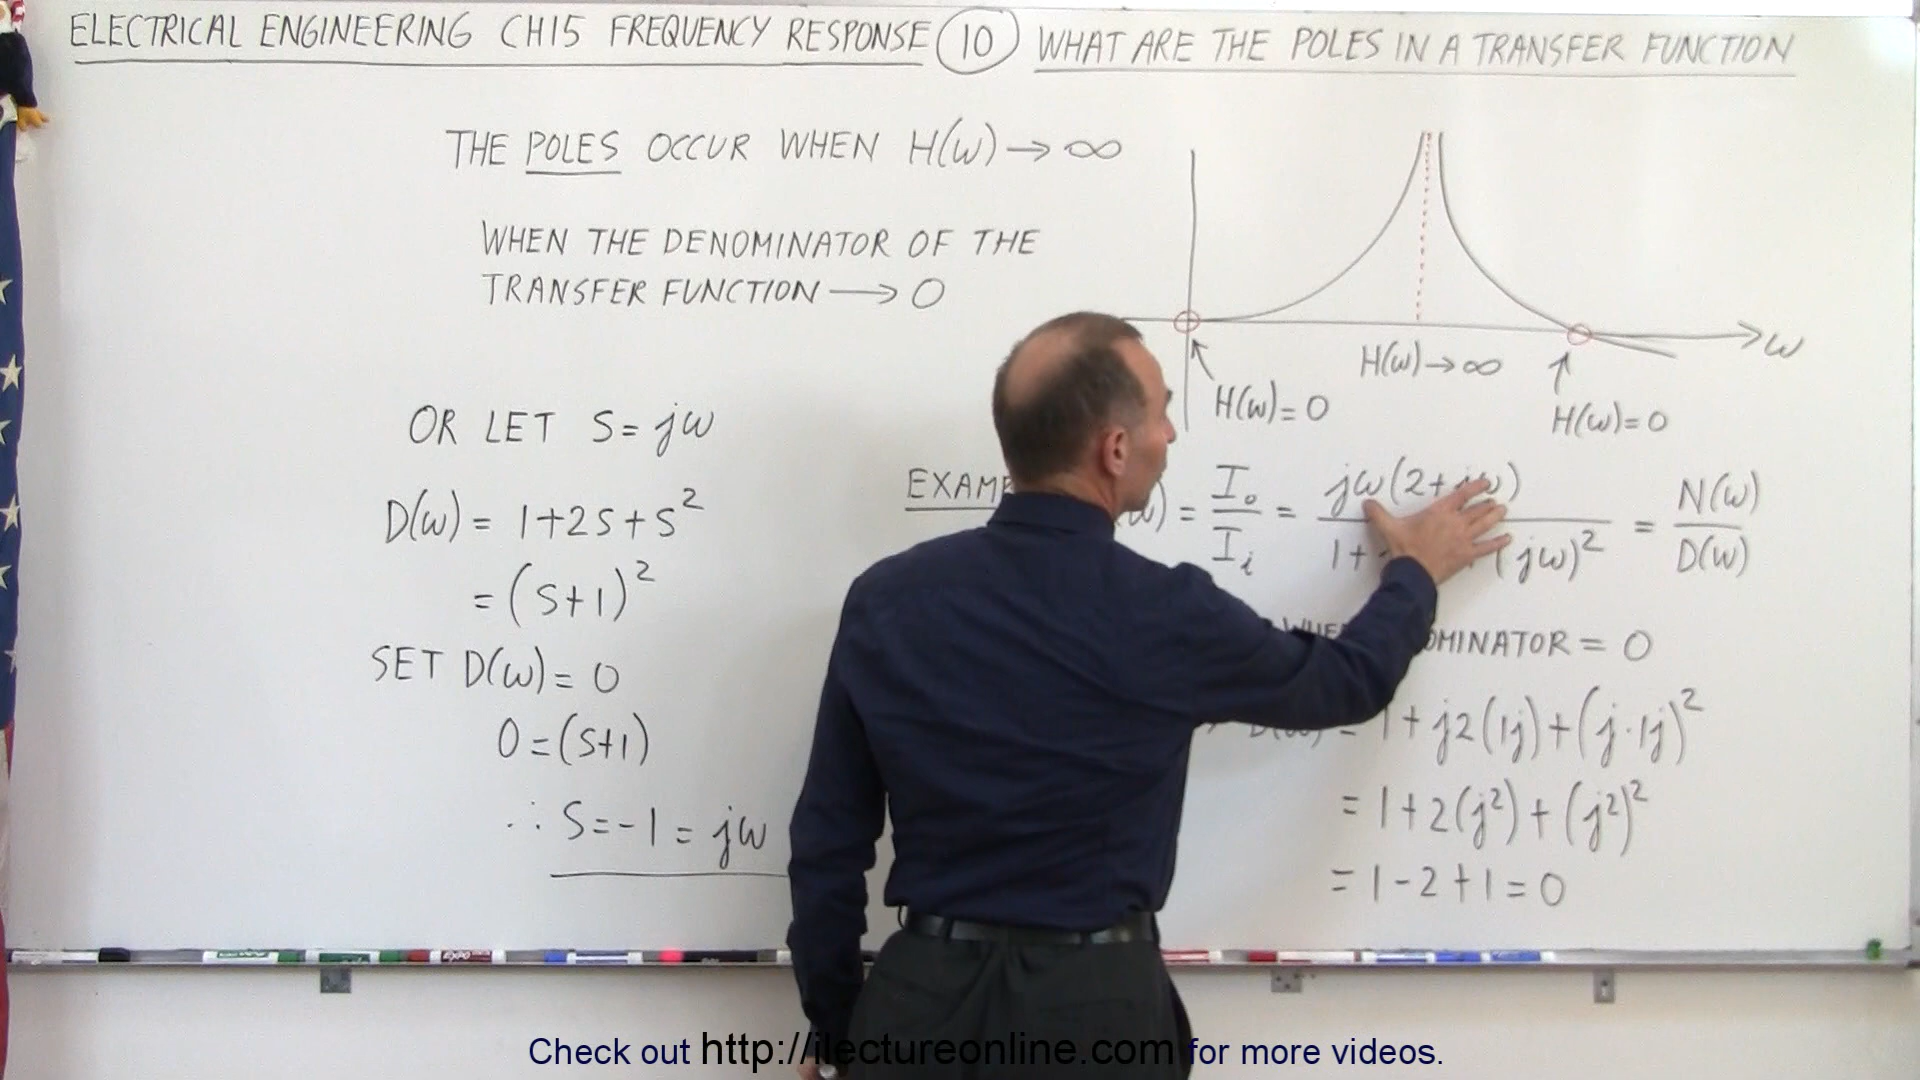 ELECTRICAL ENGINEERING CH15 FREQUENCY RESPONSE 10 WHAT ARE THE POLES IN A TRANSFER FUNCTION
THE POLES OCCUR WHEN H(ω) → ∞
WHEN THE DENOMINATOR OF THE
TRANSFER FUNCTION → 0
OR LET S = jω
D(ω) = 1+2S+S²
= (S+1)²
SET D(ω) = 0
0 = (S+1)
∴ S = -1 = jω
ω
H(ω) → ∞
H(ω) = 0
H(ω) = 0
= I₀/Iᵢ = jω(2+jω) / 1+ (jω)² = N(ω)/D(ω)
= 0
1 + j2(1j) + (j·1j)²
= 1 + 2(j²) + (j²)²
= 1 - 2 + 1 = 0
EXPO
Check out http://ilectureonline.com for more videos.